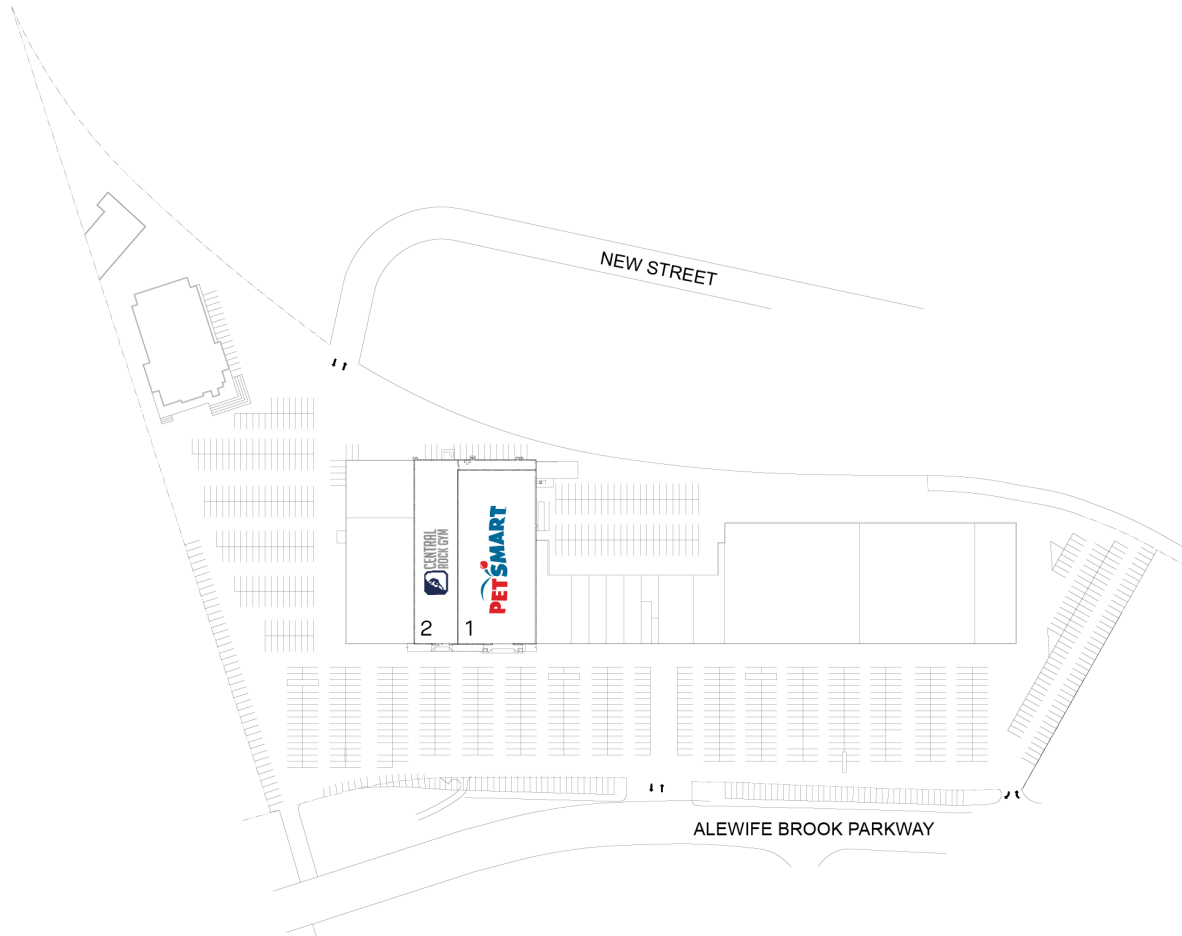 NEW STREET
CENTRAL
ROCK GYM
PETSMART
2
1
ALEWIFE BROOK PARKWAY